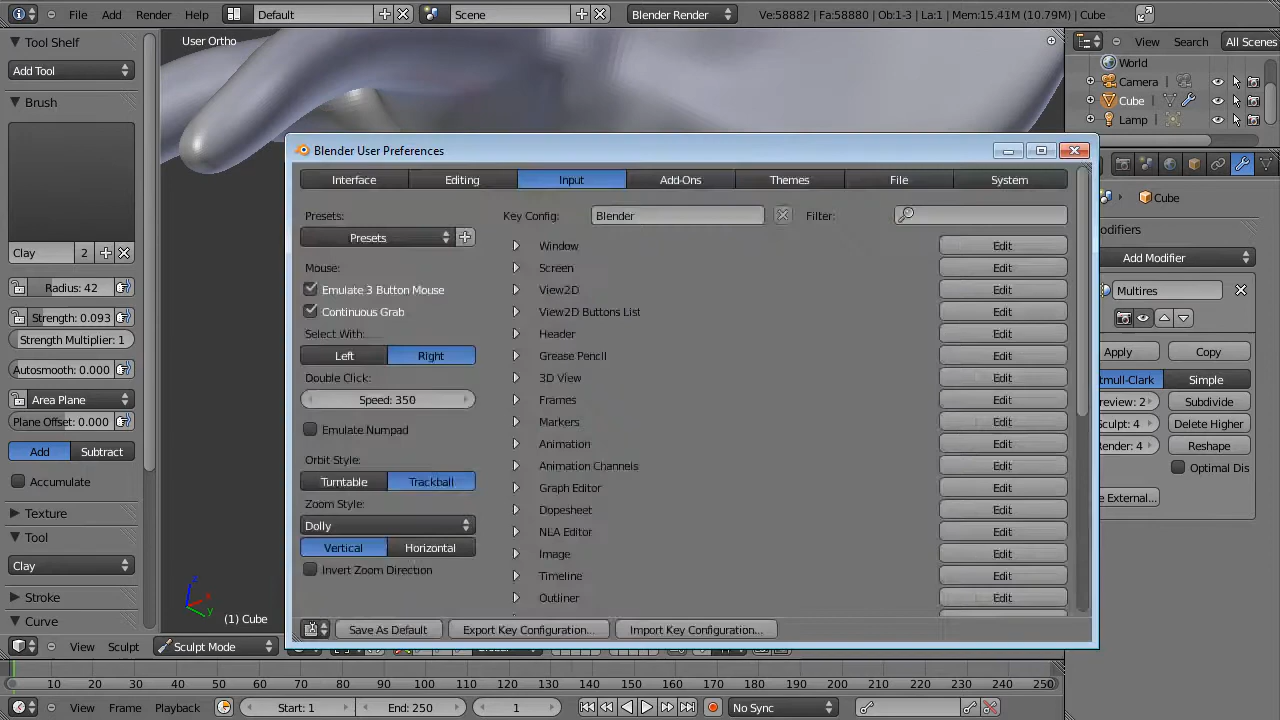 File Add Render Help Default Scene Blender Render Ve:58882 | Fa:58880 | Ob:1-3 | La:1 | Mem:15.41M (10.79M) | Cube
Tool Shelf
User Ortho
View Search All Scenes
Add Tool
World
Camera
Cube
Lamp
Brush
Clay 2
Radius: 42
Strength: 0.093
Strength Multiplier: 1
Autosmooth: 0.000
Area Plane
Plane Offset: 0.000
Add Subtract
Accumulate
Texture
Tool
Clay
Stroke
Curve
Blender User Preferences
Interface Editing Input Add-Ons Themes File System
Presets:
Presets
Mouse:
Emulate 3 Button Mouse
Continuous Grab
Select With:
Left Right
Double Click:
Speed: 350
Emulate Numpad
Orbit Style:
Turntable Trackball
Zoom Style:
Dolly
Vertical Horizontal
Invert Zoom Direction
Key Config: Blender Filter:
Window Edit
Screen Edit
View2D Edit
View2D Buttons List Edit
Header Edit
Grease Pencil Edit
3D View Edit
Frames Edit
Markers Edit
Animation Edit
Animation Channels Edit
Graph Editor Edit
Dopesheet Edit
NLA Editor Edit
Image Edit
Timeline Edit
Outliner Edit
Save As Default Export Key Configuration... Import Key Configuration...
Cube
odifiers
Add Modifier
Multires
Apply Copy
tmull-Clark Simple
review: 2 Subdivide
Sculpt: 4 Delete Higher
Render: 4 Reshape
Optimal Dis
e External...
z
x
y
(1) Cube
View Sculpt Sculpt Mode
0 10 20 30 40 50 60 70 80 90 100 110 120 130 140 150 160 170 180 190 200 210 220 230 240 250
View Frame Playback Start: 1 End: 250 1 No Sync